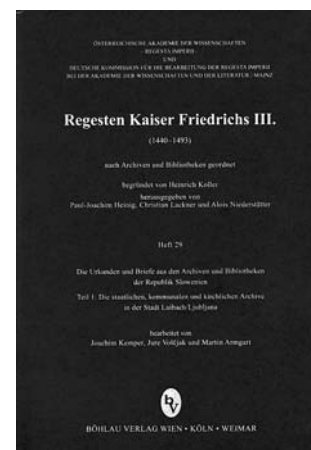 ÖSTERREICHISCHE AKADEMIE DER WISSENSCHAFTEN
- REGESTA IMPERII -
UND
DEUTSCHE KOMMISSION FÜR DIE BEARBEITUNG DER REGESTA IMPERII
BEI DER AKADEMIE DER WISSENSCHAFTEN UND DER LITERATUR / MAINZ
Regesten Kaiser Friedrichs III.
(1440-1493)
nach Archiven und Bibliotheken geordnet
begründet von Heinrich Koller
herausgegeben von
Paul-Joachim Heinig, Christian Lackner und Alois Niederstätter
Heft 29
Die Urkunden und Briefe aus den Archiven und Bibliotheken
der Republik Slowenien
Teil 1: Die staatlichen, kommunalen und kirchlichen Archive
in der Stadt Laibach/Ljubljana
bearbeitet von
Joachim Kemper, Jure Volčjak und Martin Armgart
bv
BÖHLAU VERLAG WIEN • KÖLN • WEIMAR